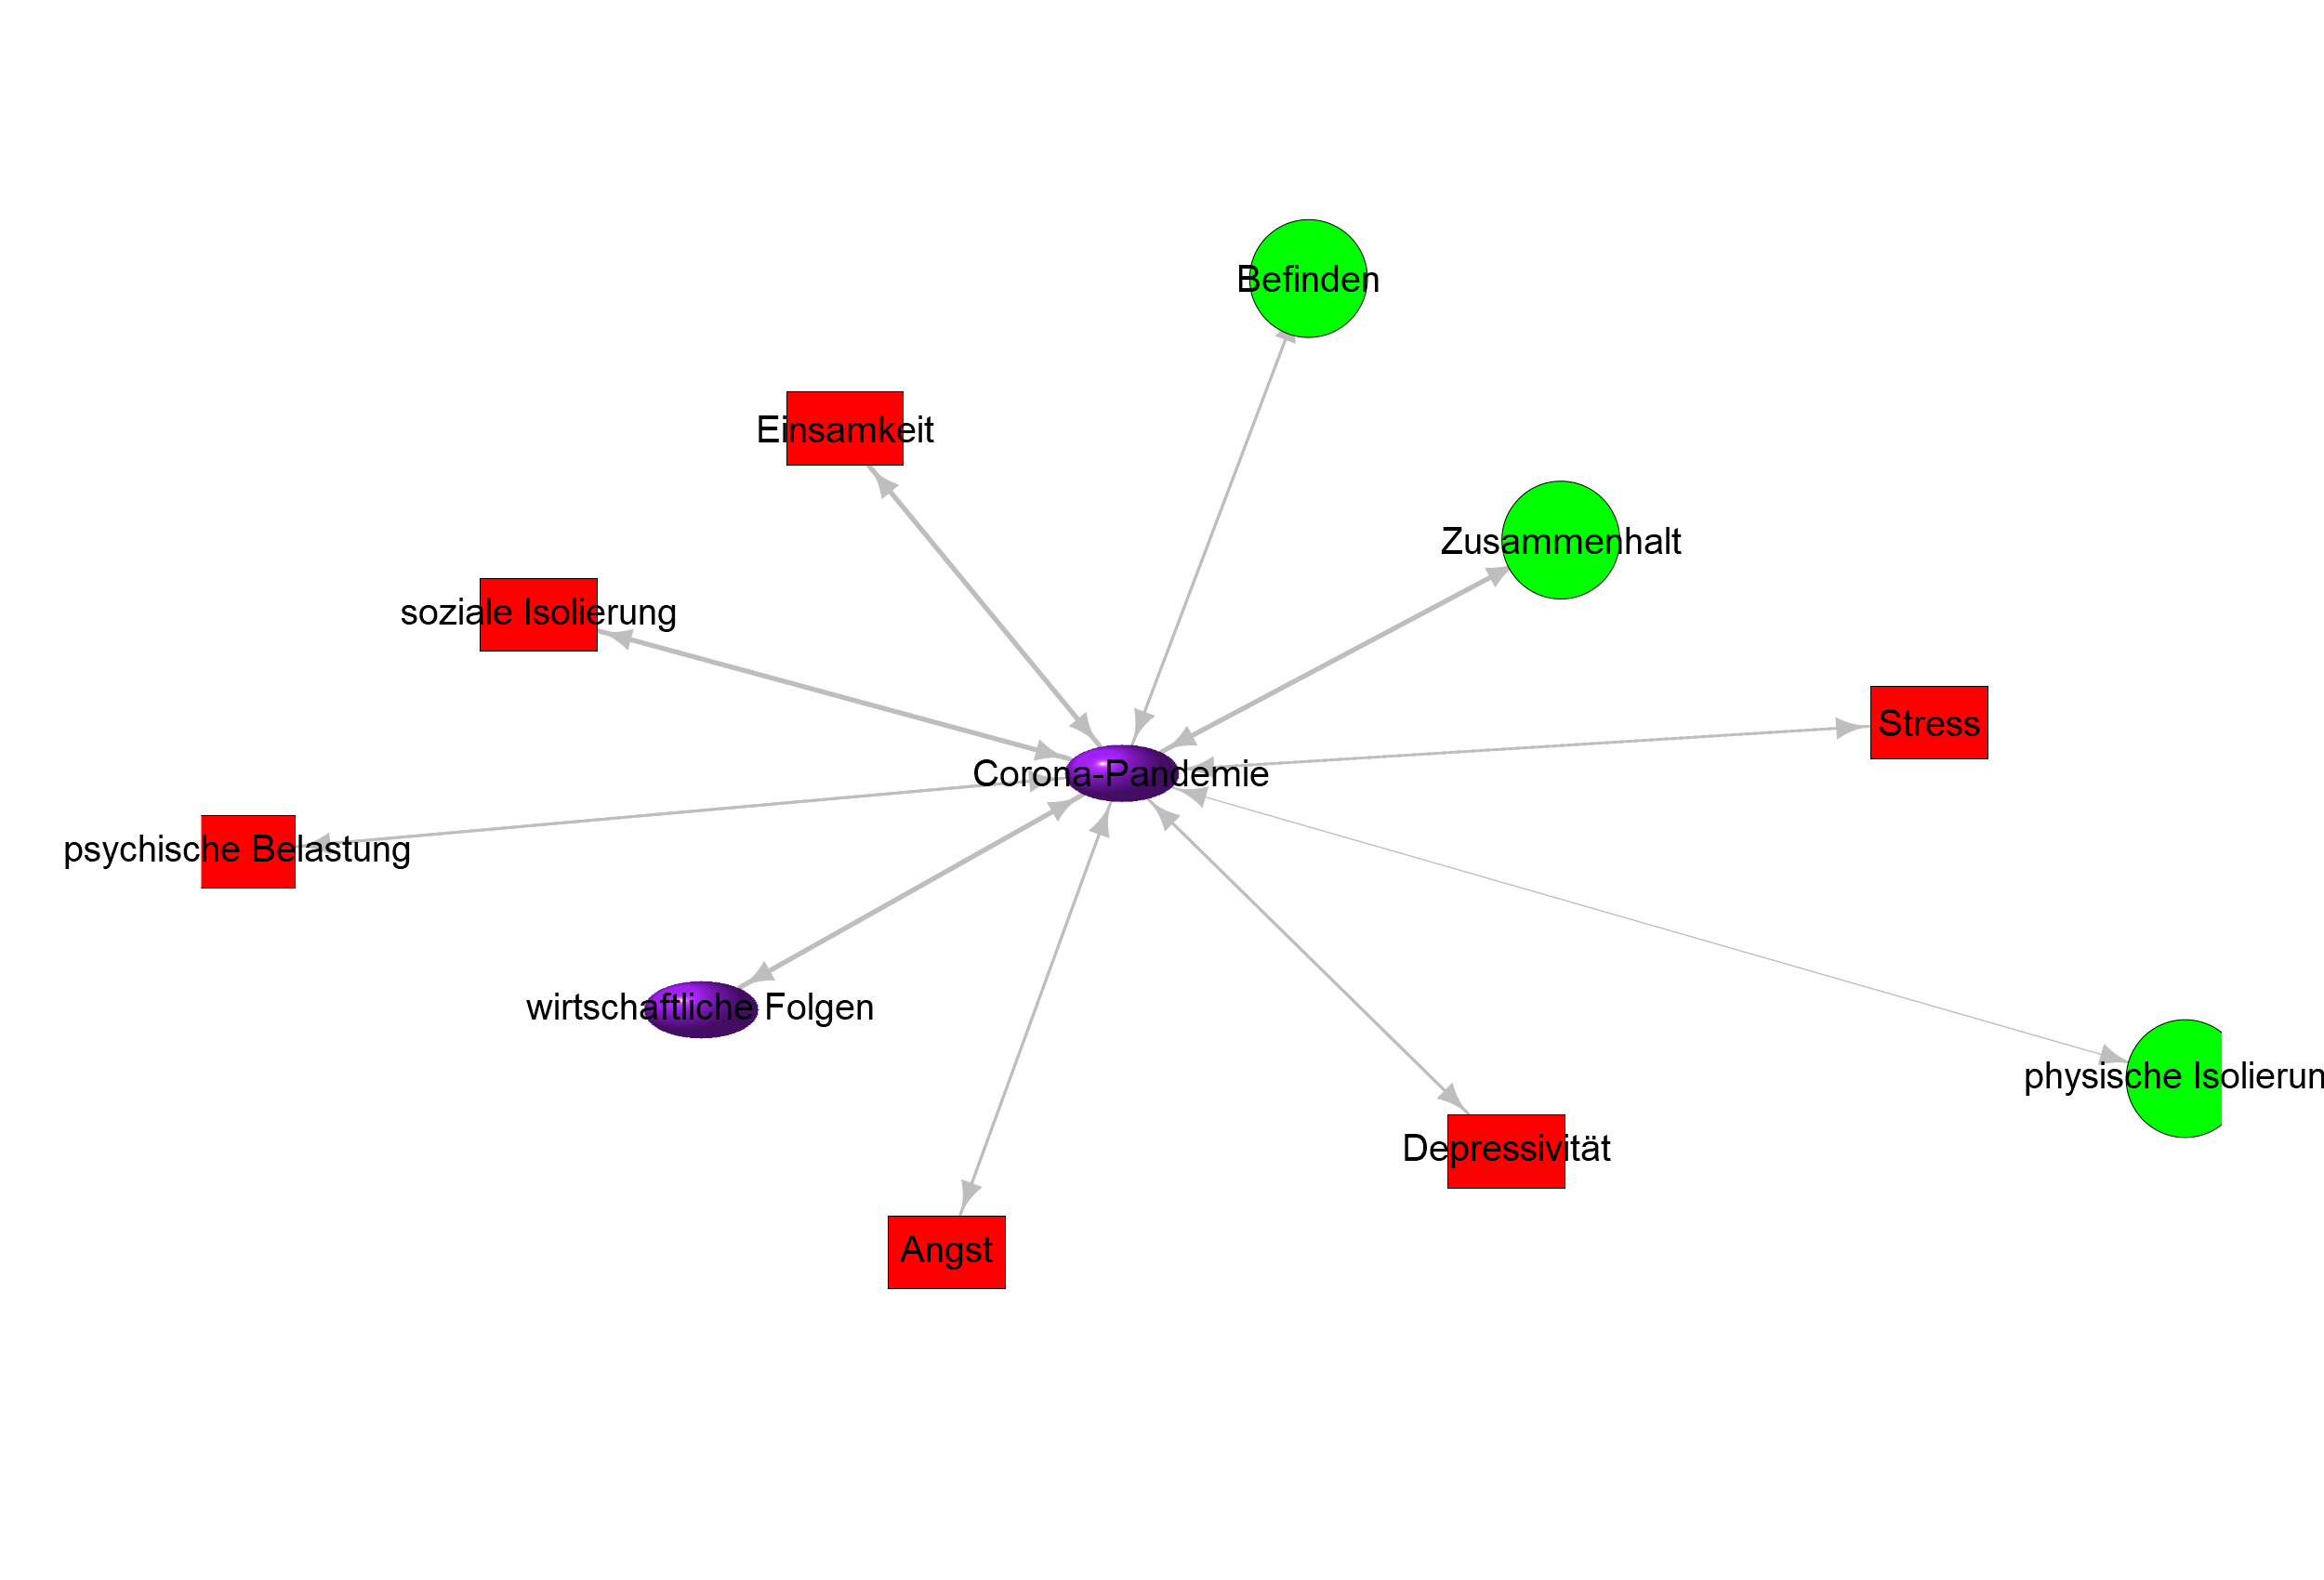 Befinden
Einsamkeit
Zusammenhalt
soziale Isolierung
Stress
Corona-Pandemie
psychische Belastung
wirtschaftliche Folgen
physische Isolierun
Depressivität
Angst